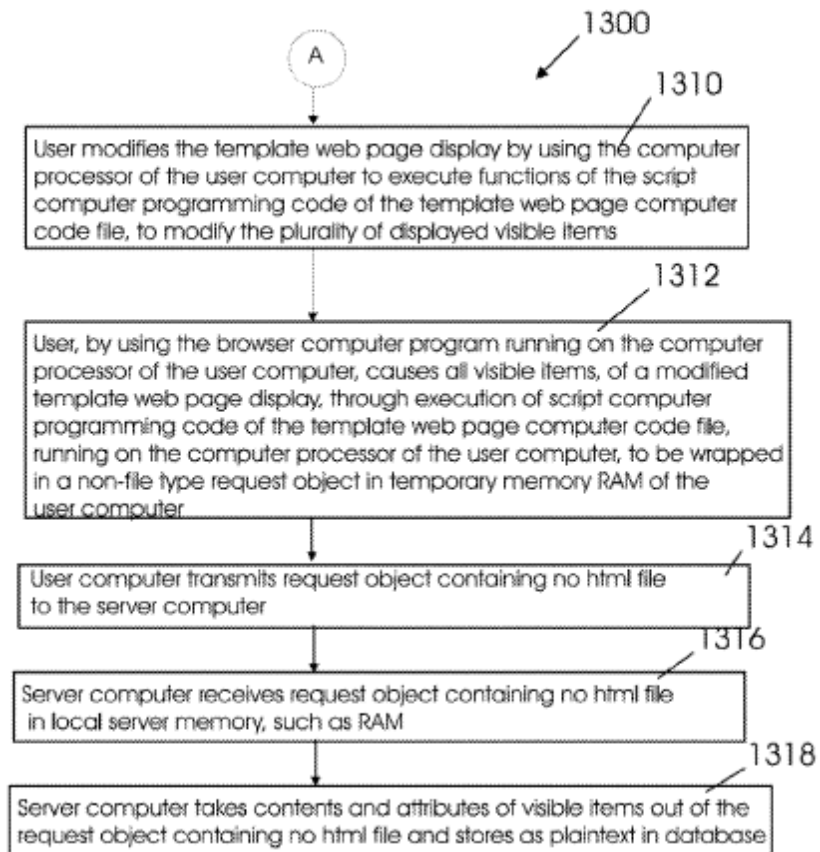 1300
A
1310
User modifies the template web page display by using the computer
processor of the user computer to execute functions of the script
computer programming code of the template web page computer
code file, to modify the plurality of displayed visible items
1312
User, by using the browser computer program running on the computer
processor of the user computer, causes all visible items, of a modified
template web page display, through execution of script computer
programming code of the template web page computer code file,
running on the computer processor of the user computer, to be wrapped
in a non-file type request object in temporary memory RAM of the
user computer
1314
User computer transmits request object containing no html file
to the server computer
1316
Server computer receives request object containing no html file
in local server memory, such as RAM
1318
Server computer takes contents and attributes of visible items out of the
request object containing no html file and stores as plaintext in database